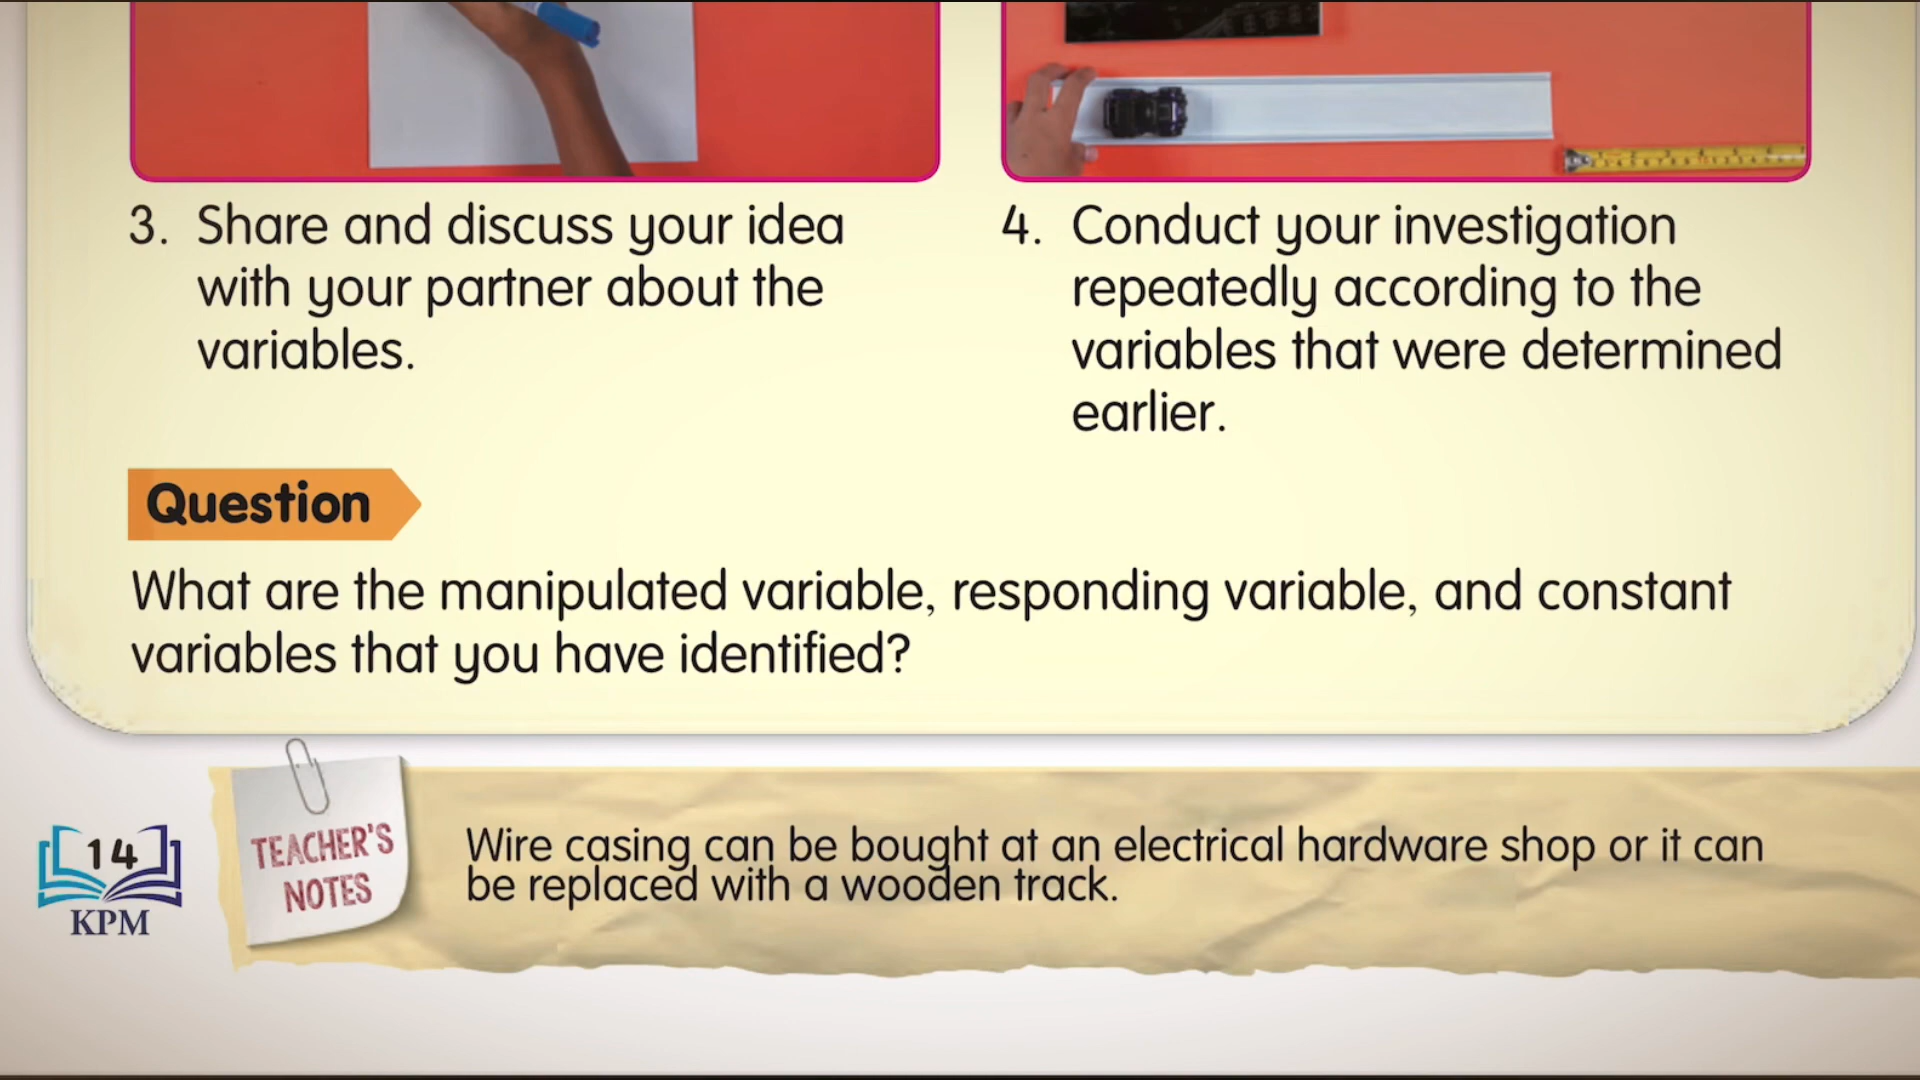 3. Share and discuss your idea
with your partner about the
variables.
4. Conduct your investigation
repeatedly according to the
variables that were determined
earlier.
Question
What are the manipulated variable, responding variable, and constant
variables that you have identified?
14
KPM
TEACHER'S
NOTES
Wire casing can be bought at an electrical hardware shop or it can
be replaced with a wooden track.